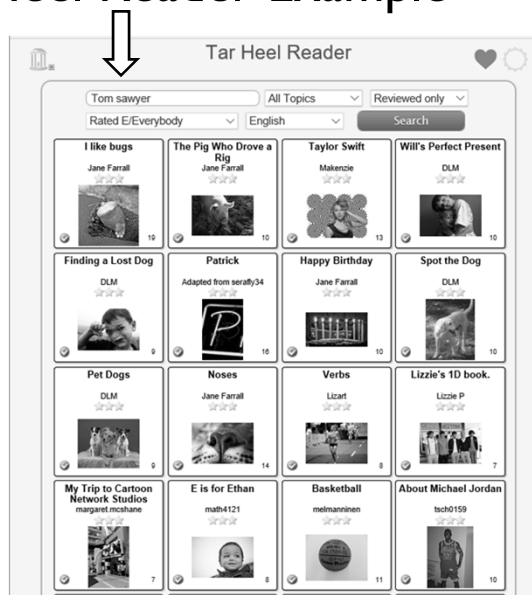 Tar Heel Reader
Tom sawyer
All Topics
Reviewed only
Rated E/Everybody
English
Search
I like bugs
Jane Farrall
19
The Pig Who Drove a
Rig
Jane Farrall
10
Taylor Swift
Makenzie
13
Will's Perfect Present
DLM
10
Finding a Lost Dog
DLM
9
Patrick
Adapted from serafly34
P
16
Happy Birthday
Jane Farrall
10
Spot the Dog
DLM
10
Pet Dogs
DLM
9
Noses
Jane Farrall
14
Verbs
Lizart
8
Lizzie's 1D book.
Lizzie P
7
My Trip to Cartoon
Network Studios
margaret.mcshane
7
E is for Ethan
math4121
8
Basketball
melmanninen
11
About Michael Jordan
tsch0159
10